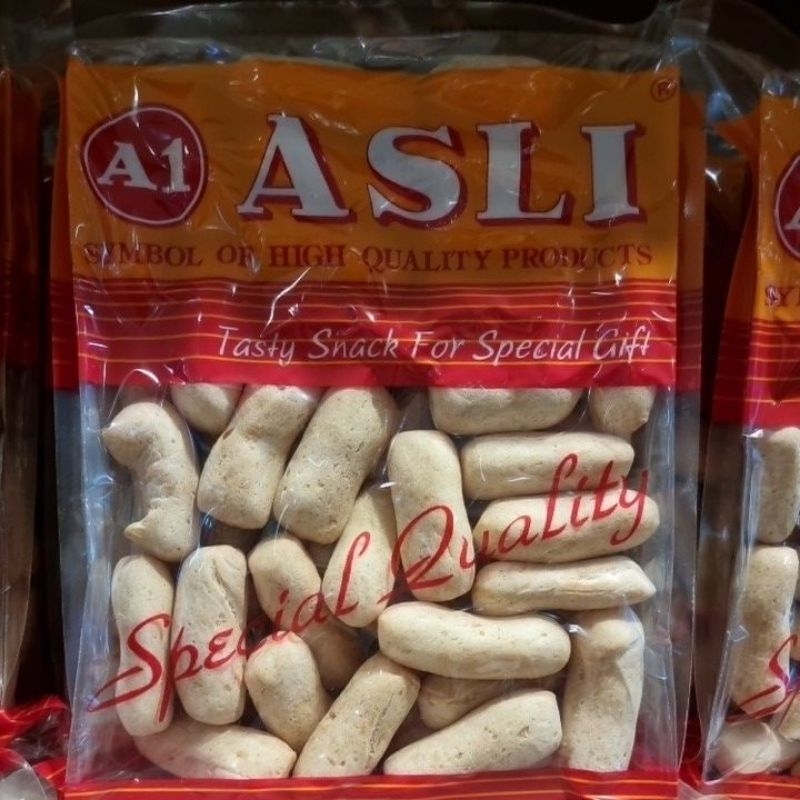 A1 ASLI ®
SYMBOL OF HIGH QUALITY PRODUCTS
Tasty Snack For Special Gift
Special Quality